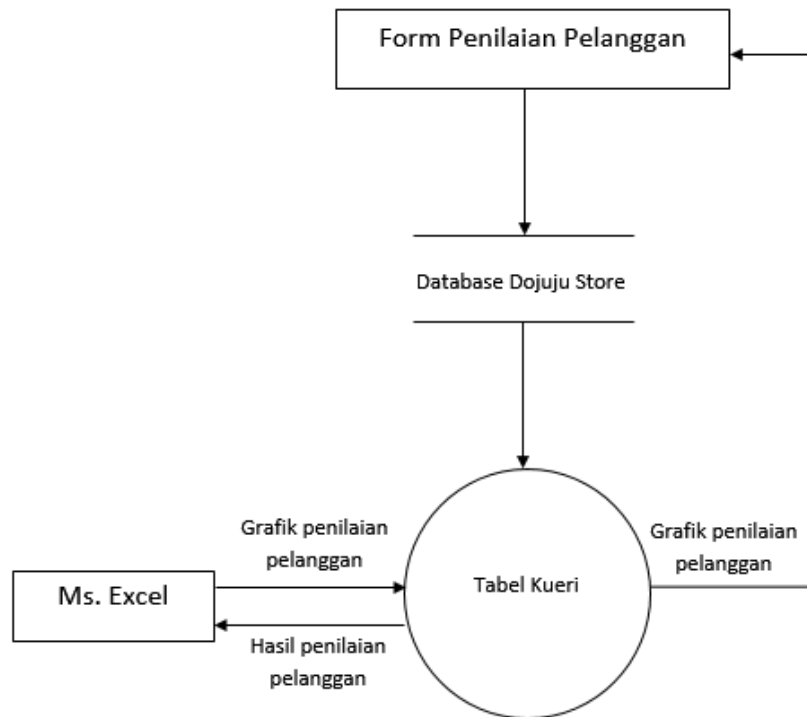 Form Penilaian Pelanggan
Database Dojuju Store
Grafik penilaian
pelanggan
Grafik penilaian
pelanggan
Ms. Excel
Tabel Kueri
Hasil penilaian
pelanggan